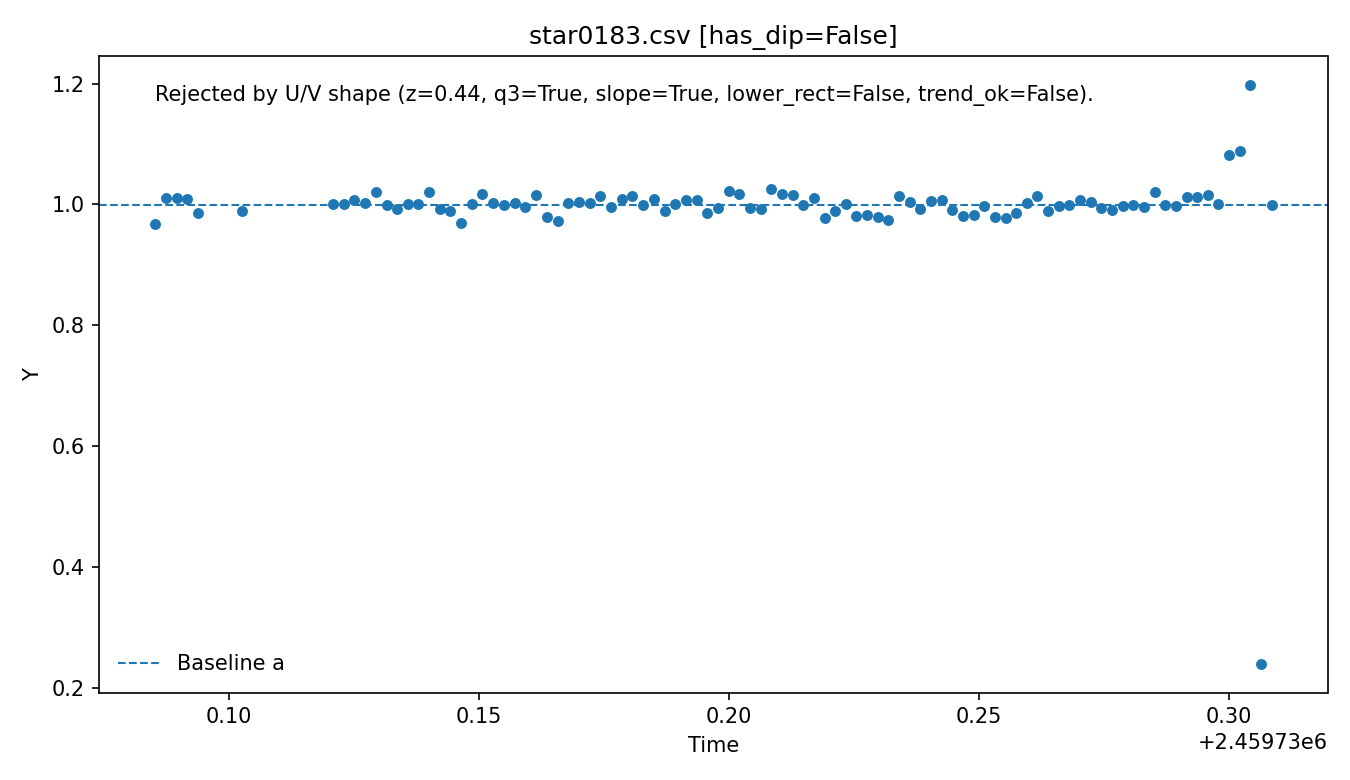 star0183.csv [has_dip=False]
Rejected by U/V shape (z=0.44, q3=True, slope=True, lower_rect=False, trend_ok=False).
1.2
1.0
0.8
0.6
0.4
0.2
Y
Baseline a
0.10 0.15 0.20 0.25 0.30
Time
+2.45973e6